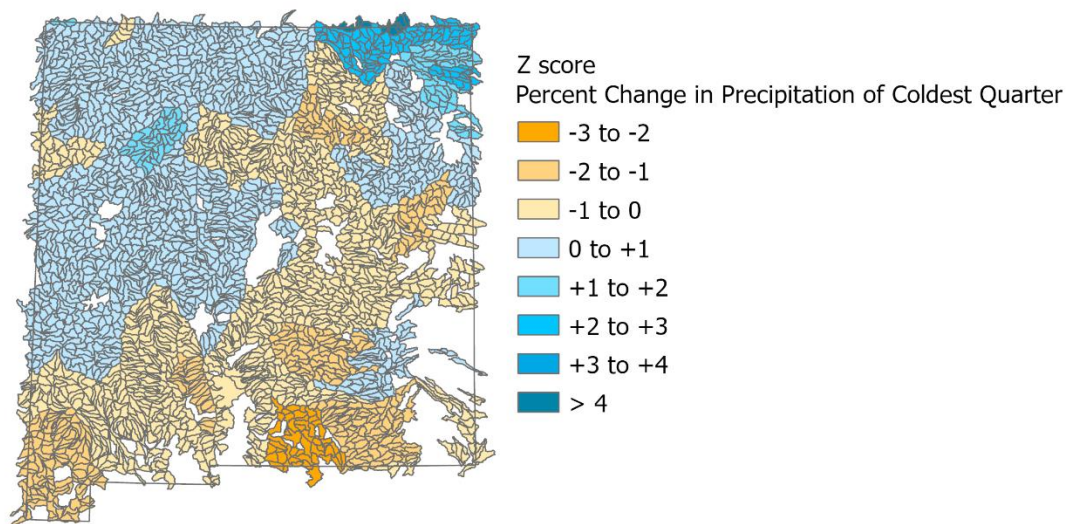 Z score
Percent Change in Precipitation of Coldest Quarter
-3 to -2
-2 to -1
-1 to 0
0 to +1
+1 to +2
+2 to +3
+3 to +4
> 4